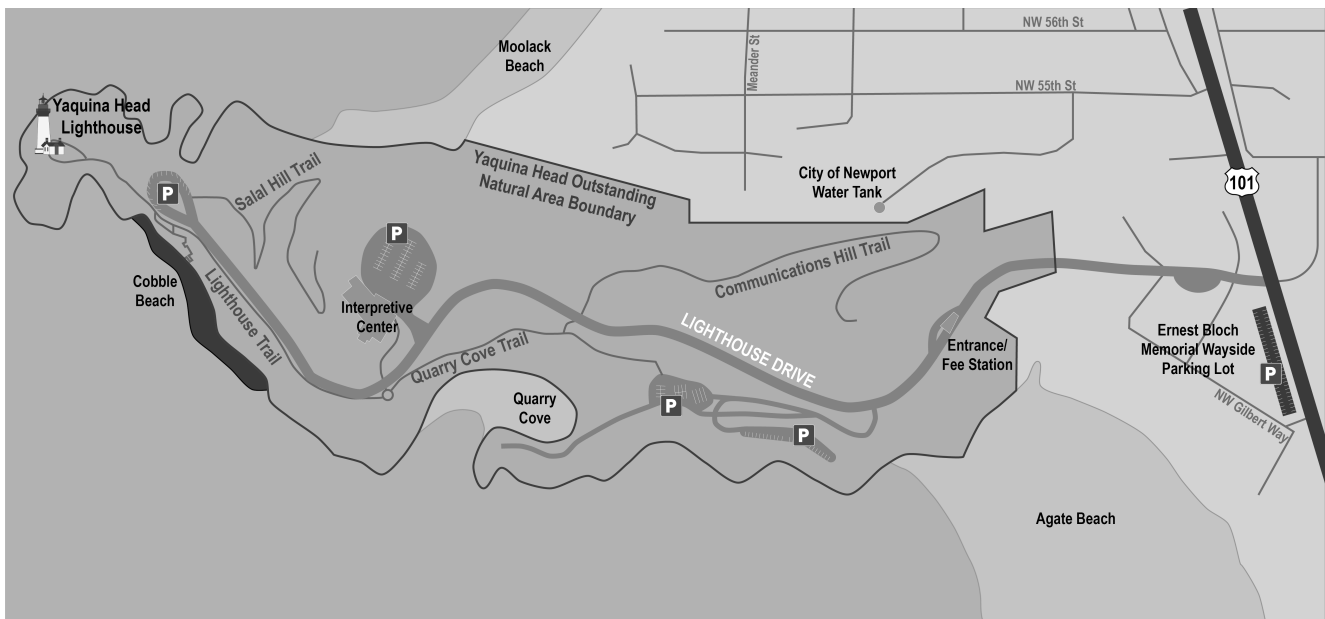 NW 56th St
Moolack
Beach
Meander St
NW 55th St
Yaquina Head
Lighthouse
P
Salal Hill Trail
Yaquina Head Outstanding
Natural Area Boundary
City of Newport
Water Tank
101
P
Communications Hill Trail
Cobble
Beach
Lighthouse Trail
Interpretive
Center
Quarry Cove Trail
LIGHTHOUSE DRIVE
Entrance/
Fee Station
Ernest Bloch
Memorial Wayside
Parking Lot
P
Quarry
Cove
P
P
NW Gilbert Way
Agate Beach